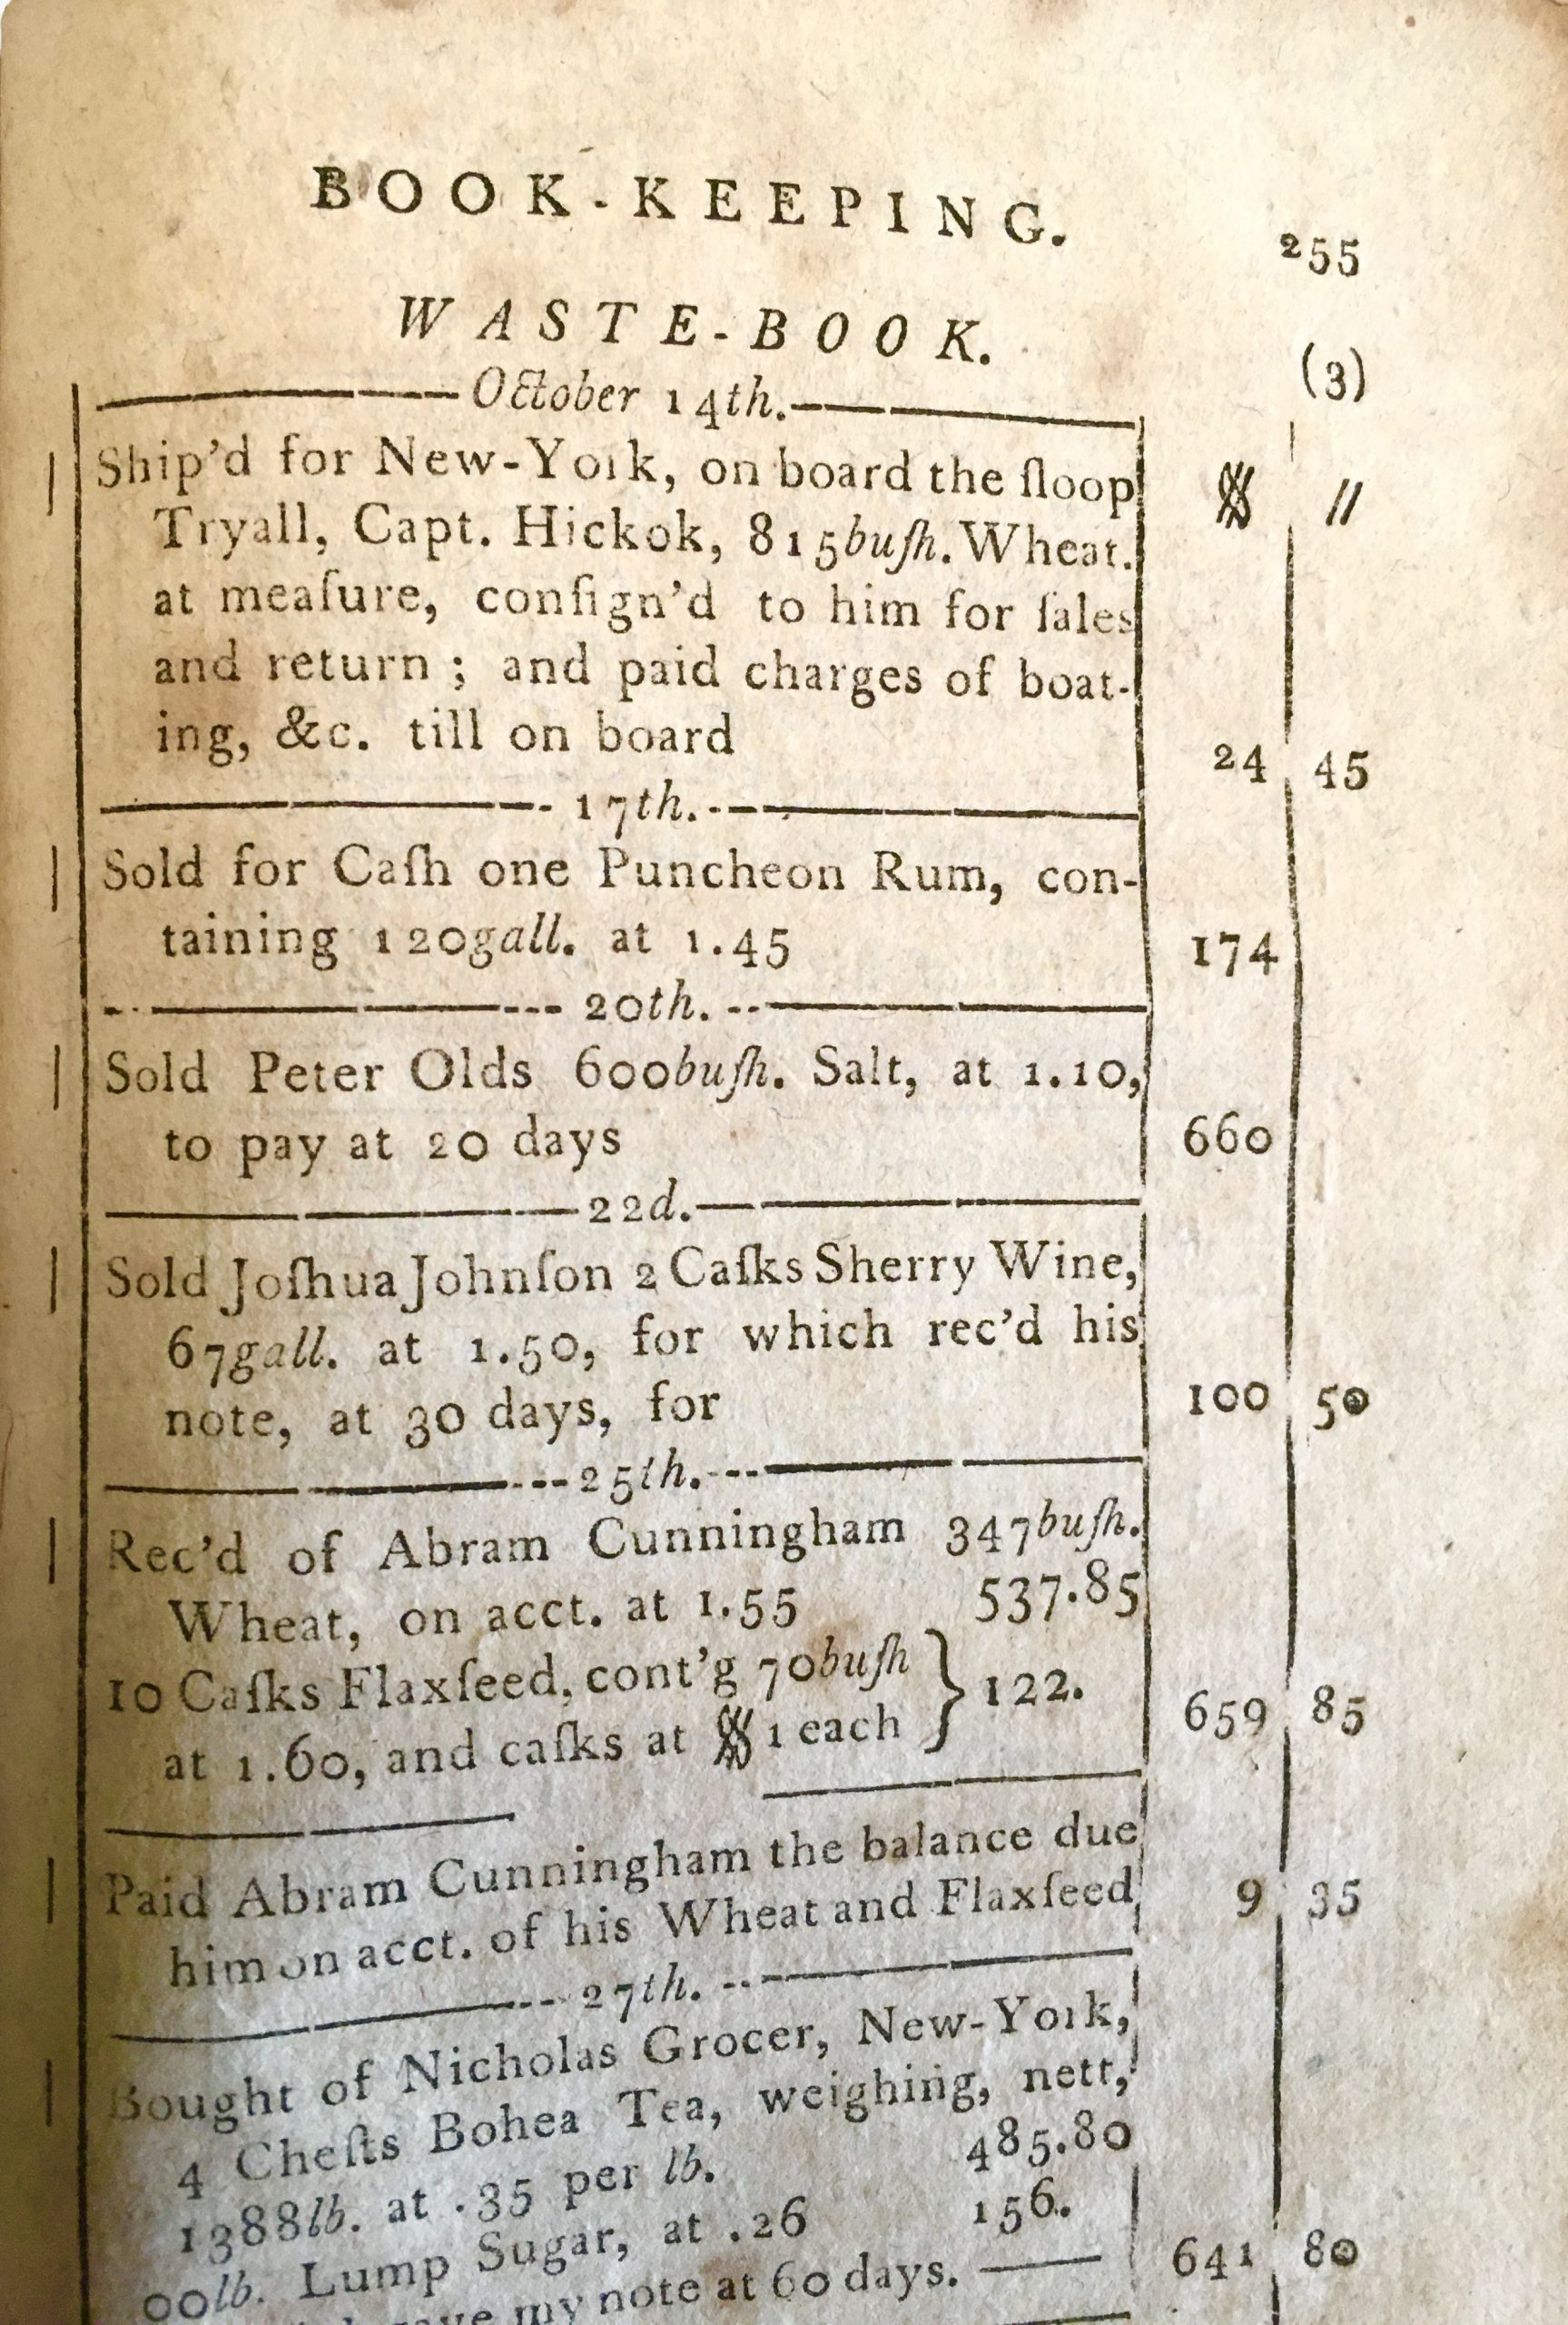 BOOK-KEEPING.
255
WASTE-BOOK.
(3)
October 14th.
Ship'd for New-York, on board the ſloop $ //
Tryall, Capt. Hickok, 815buſh. Wheat.
at meaſure, conſign'd to him for ſales
and return; and paid charges of boat-
ing, &c. till on board 24 45
17th.
Sold for Caſh one Puncheon Rum, con-
taining 120gall. at 1.45 174
20th.
Sold Peter Olds 600buſh. Salt, at 1.10,
to pay at 20 days 660
22d.
Sold Joſhua Johnſon 2 Caſks Sherry Wine,
67gall. at 1.50, for which rec'd his
note, at 30 days, for 100 50
25th.
Rec'd of Abram Cunningham 347buſh.
Wheat, on acct. at 1.55 537.85
10 Caſks Flaxſeed, cont'g 70buſh
at 1.60, and caſks at $ 1 each } 122. 659 85
Paid Abram Cunningham the balance due
him on acct. of his Wheat and Flaxſeed 9 35
27th.
Bought of Nicholas Grocer, New-York,
4 Cheſts Bohea Tea, weighing, nett,
1388lb. at .35 per lb. 485.80
00lb. Lump Sugar, at .26 156.
my note at 60 days. 641 80